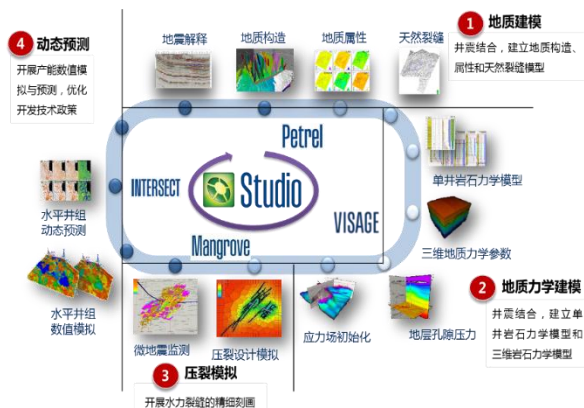 4 动态预测
开展产能数值模
拟与预测，优化
开发技术政策
地震解释
地质构造
地质属性
天然裂缝
1 地质建模
井震结合，建立地质构造、
属性和天然裂缝模型
Petrel
INTERSECT
Studio
VISAGE
Mangrove
单井岩石力学模型
三维地质力学参数
水平井组
动态预测
水平井组
数值模拟
微地震监测
压裂设计模拟
应力场初始化
地层孔隙压力
2 地质力学建模
井震结合，建立单
井岩石力学模型和
三维岩石力学模型
3 压裂模拟
开展水力裂缝的精细刻画